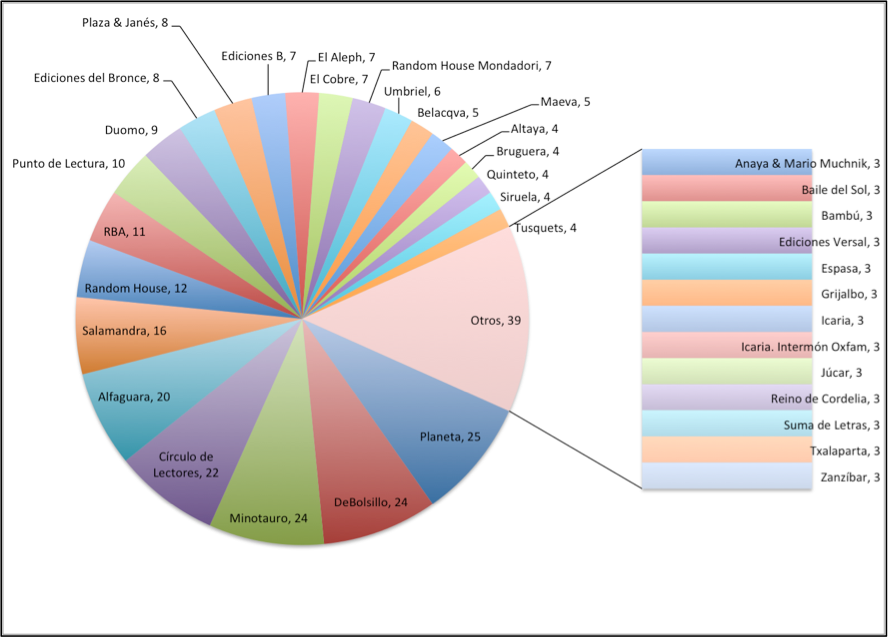 Plaza & Janés, 8
Ediciones B, 7
El Aleph, 7
Random House Mondadori, 7
Ediciones del Bronce, 8
El Cobre, 7
Umbriel, 6
Maeva, 5
Belacqva, 5
Duomo, 9
Altaya, 4
Bruguera, 4
Punto de Lectura, 10
Quinteto, 4
Siruela, 4
RBA, 11
Tusquets, 4
Random House, 12
Otros, 39
Salamandra, 16
Alfaguara, 20
Planeta, 25
Círculo de
Lectores, 22
DeBolsillo, 24
Minotauro, 24
Anaya & Mario Muchnik, 3
Baile del Sol, 3
Bambú, 3
Ediciones Versal, 3
Espasa, 3
Grijalbo, 3
Icaria, 3
Icaria. Intermón Oxfam, 3
Júcar, 3
Reino de Cordelia, 3
Suma de Letras, 3
Txalaparta, 3
Zanzíbar, 3